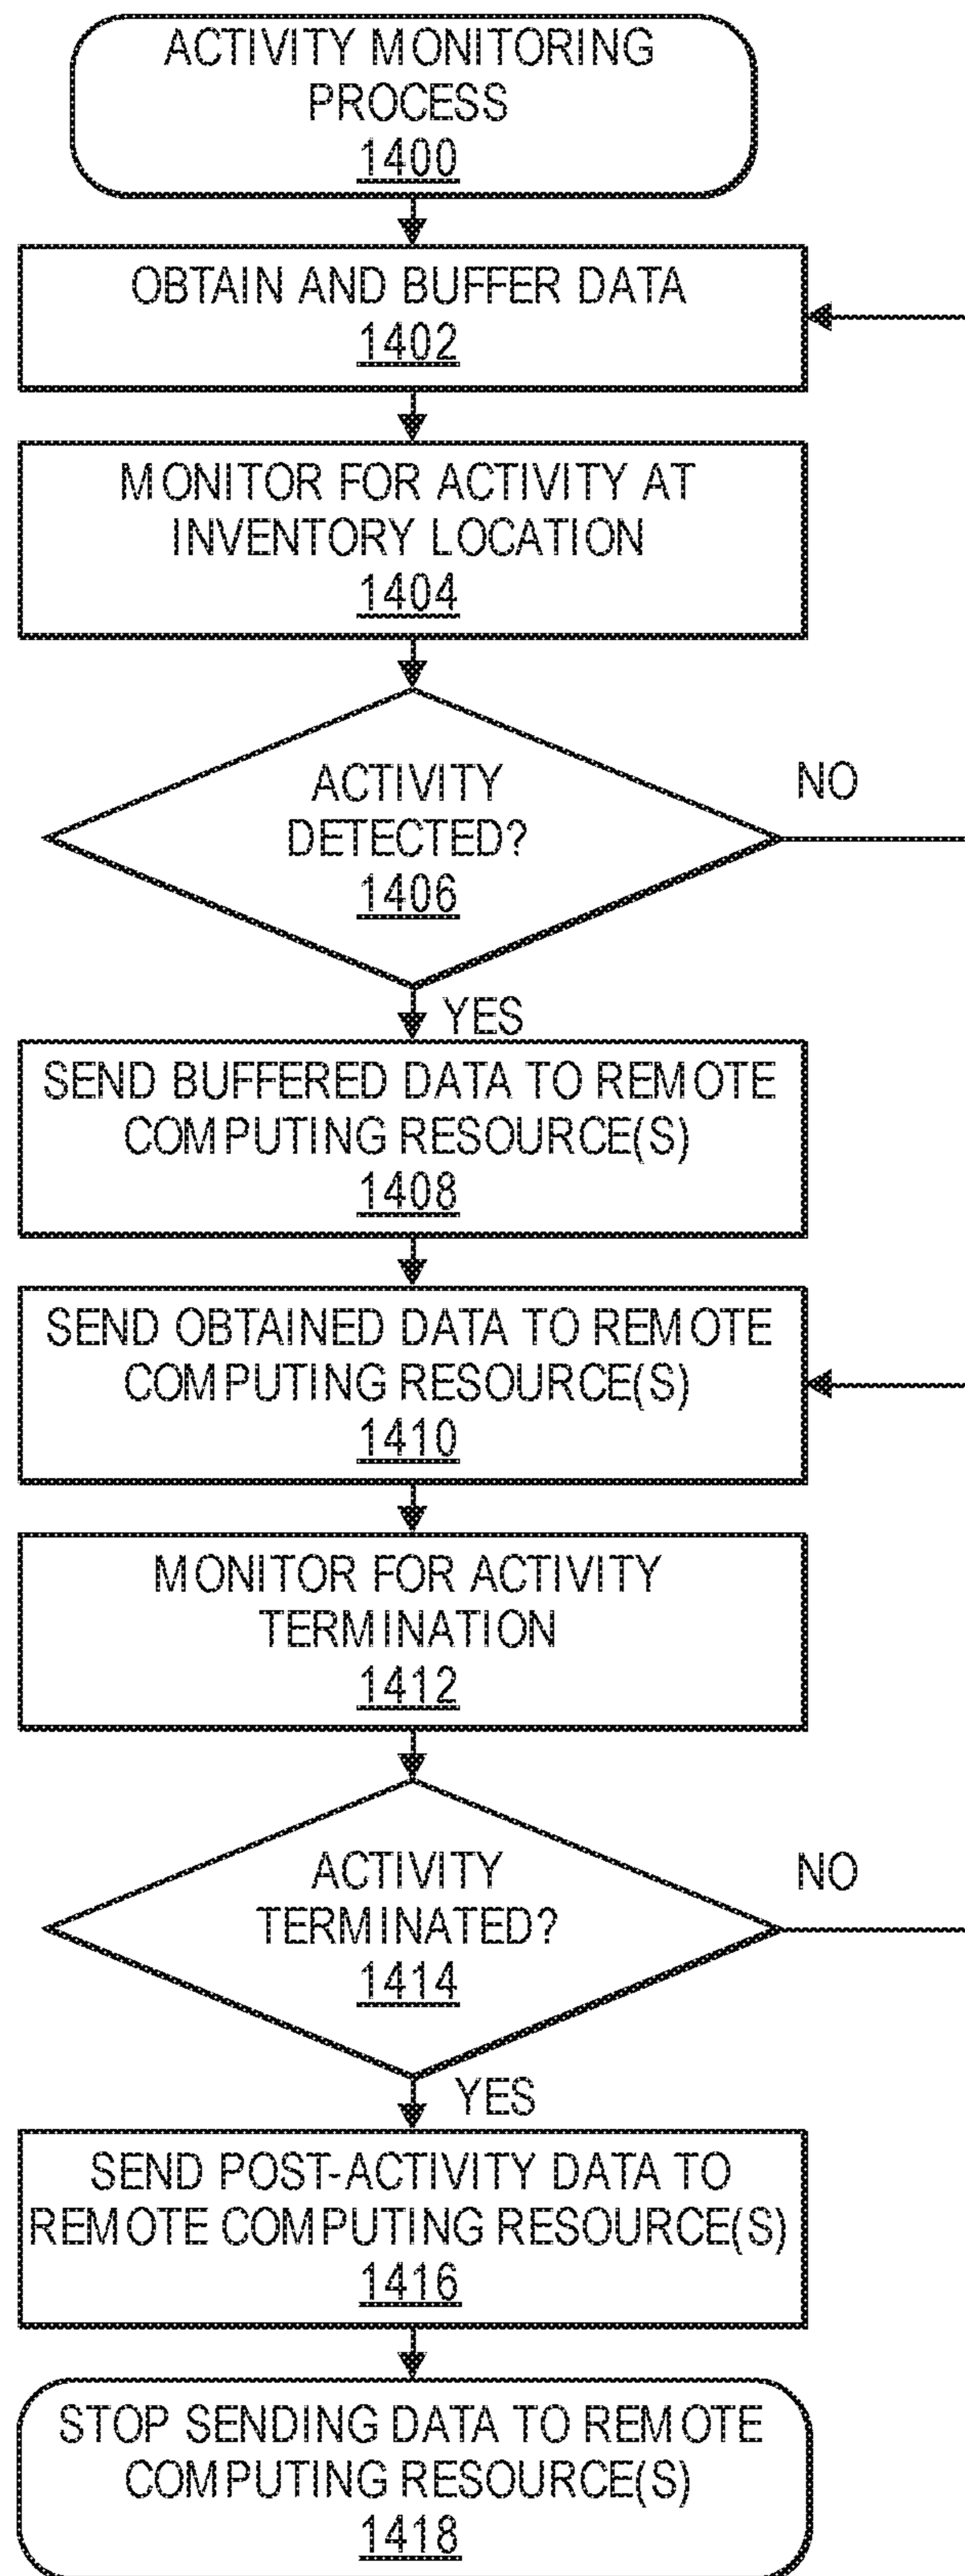 ACTIVITY MONITORING
PROCESS
1400
OBTAIN AND BUFFER DATA
1402
MONITOR FOR ACTIVITY AT
INVENTORY LOCATION
1404
ACTIVITY
DETECTED?
1406
NO
YES
SEND BUFFERED DATA TO REMOTE
COMPUTING RESOURCE(S)
1408
SEND OBTAINED DATA TO REMOTE
COMPUTING RESOURCE(S)
1410
MONITOR FOR ACTIVITY
TERMINATION
1412
ACTIVITY
TERMINATED?
1414
NO
YES
SEND POST-ACTIVITY DATA TO
REMOTE COMPUTING RESOURCE(S)
1416
STOP SENDING DATA TO REMOTE
COMPUTING RESOURCE(S)
1418